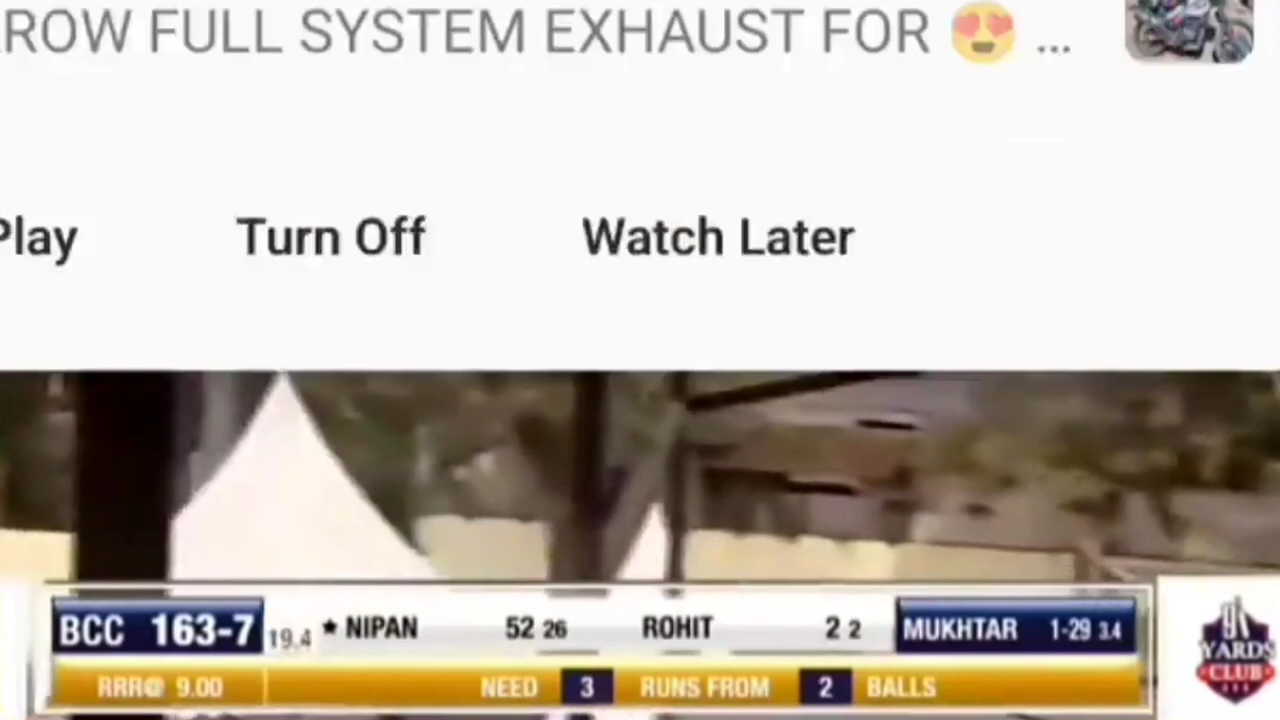 ROW FULL SYSTEM EXHAUST FOR 😍 ...
Play Turn Off Watch Later
BCC 163-7 19.4 ★ NIPAN 52 26 ROHIT 2 2 MUKHTAR 1-29 3.4
RRR@ 9.00 NEED 3 RUNS FROM 2 BALLS
YARDS
CLUB